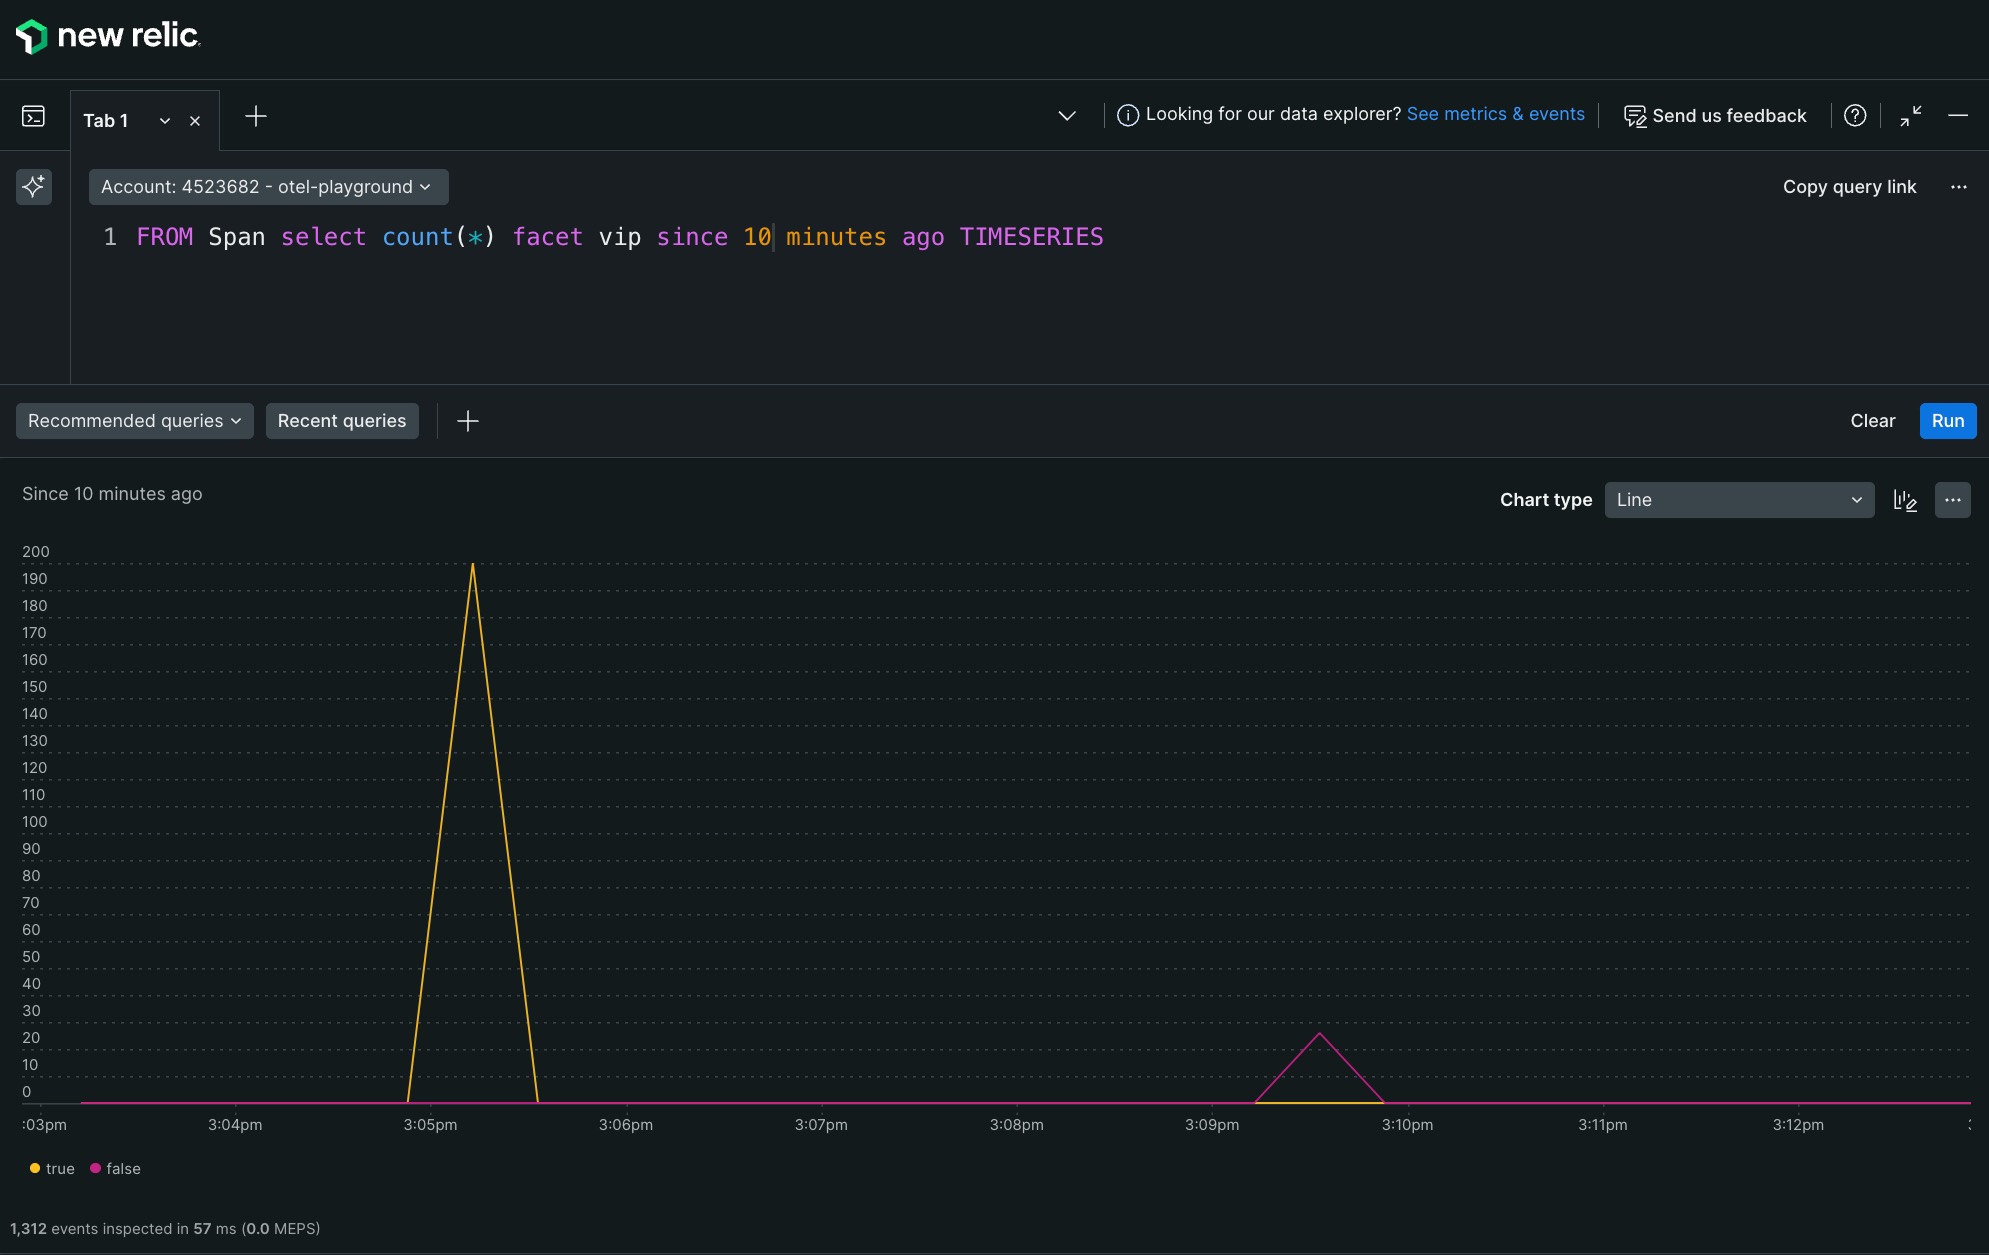 new relic
Tab 1
Looking for our data explorer? See metrics & events
Send us feedback
Account: 4523682 - otel-playground
Copy query link
1 FROM Span select count(*) facet vip since 10 minutes ago TIMESERIES
Recommended queries
Recent queries
Clear
Run
Since 10 minutes ago
Chart type
Line
200
190
180
170
160
150
140
130
120
110
100
90
80
70
60
50
40
30
20
10
0
:03pm
3:04pm
3:05pm
3:06pm
3:07pm
3:08pm
3:09pm
3:10pm
3:11pm
3:12pm
true
false
1,312 events inspected in 57 ms (0.0 MEPS)